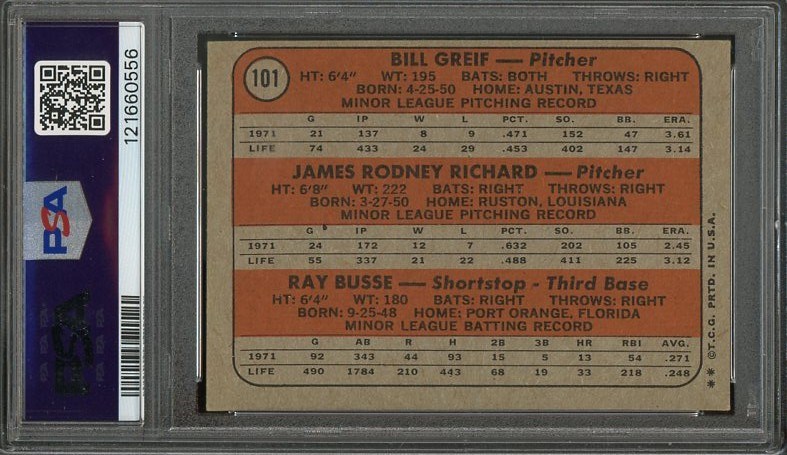 121660556
PSA
PSA
101
BILL GREIF — Pitcher
HT: 6'4" WT: 195 BATS: BOTH THROWS: RIGHT
BORN: 4-25-50 HOME: AUSTIN, TEXAS
MINOR LEAGUE PITCHING RECORD
G IP W L PCT. SO. BB. ERA.
1971 21 137 8 9 .471 152 47 3.61
LIFE 74 433 24 29 .453 402 147 3.14
JAMES RODNEY RICHARD — Pitcher
HT: 6'8" WT: 222 BATS: RIGHT THROWS: RIGHT
BORN: 3-27-50 HOME: RUSTON, LOUISIANA
MINOR LEAGUE PITCHING RECORD
G IP W L PCT. SO. BB. ERA.
1971 24 172 12 7 .632 202 105 2.45
LIFE 55 337 21 22 .488 411 225 3.12
RAY BUSSE — Shortstop - Third Base
HT: 6'4" WT: 180 BATS: RIGHT THROWS: RIGHT
BORN: 9-25-48 HOME: PORT ORANGE, FLORIDA
MINOR LEAGUE BATTING RECORD
G AB R H 2B 3B HR RBI AVG.
1971 92 343 44 93 15 5 13 54 .271
LIFE 490 1784 210 443 68 19 33 218 .248
** ©T.C.G. PRTD. IN U.S.A.